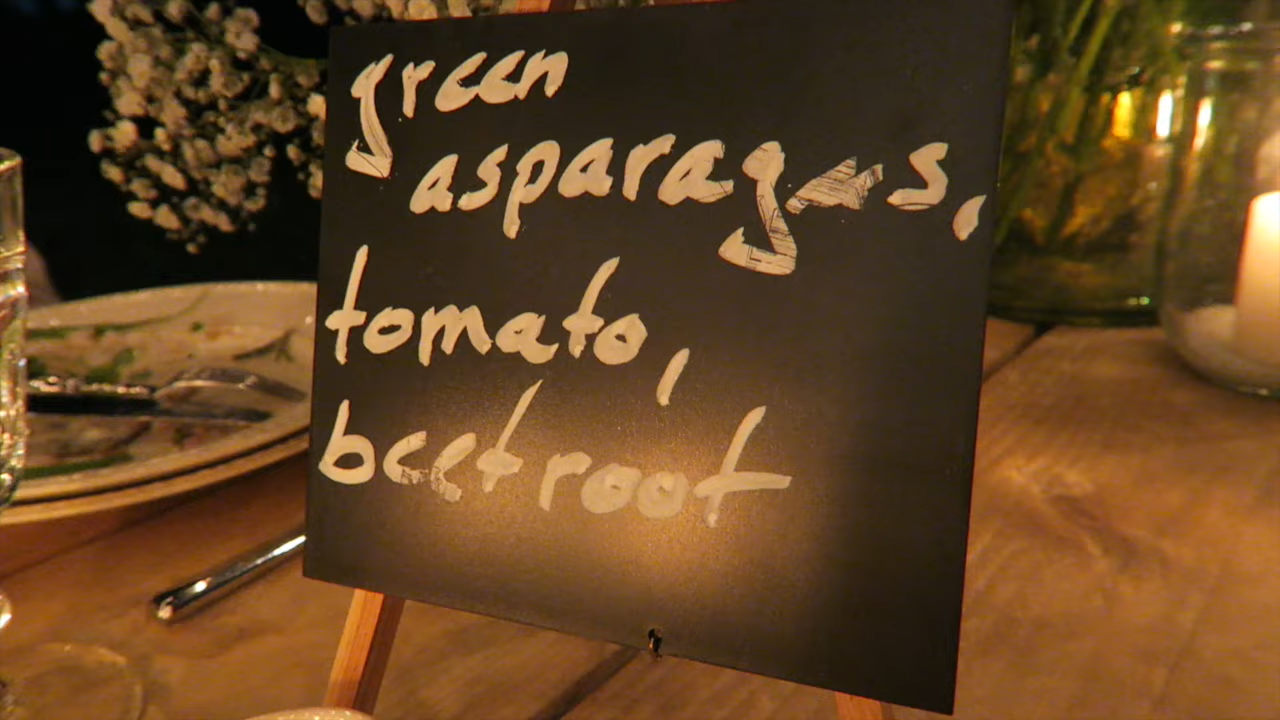 green
asparagus,
tomato,
beetroot